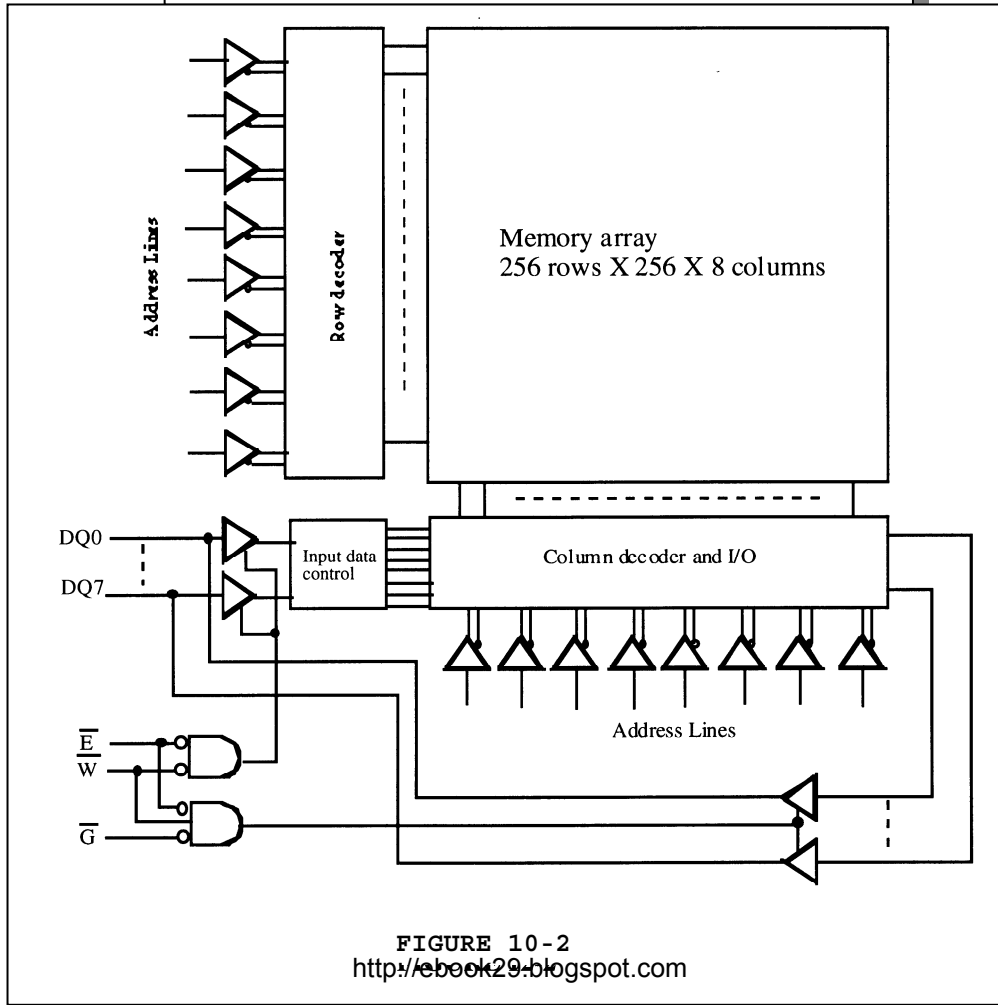 Address Lines
Row decoder
Memory array
256 rows X 256 X 8 columns
DQ0
DQ7
Input data
control
Column decoder and I/O
Address Lines
E
W
G
FIGURE 10-2
http://ebook29.blogspot.com